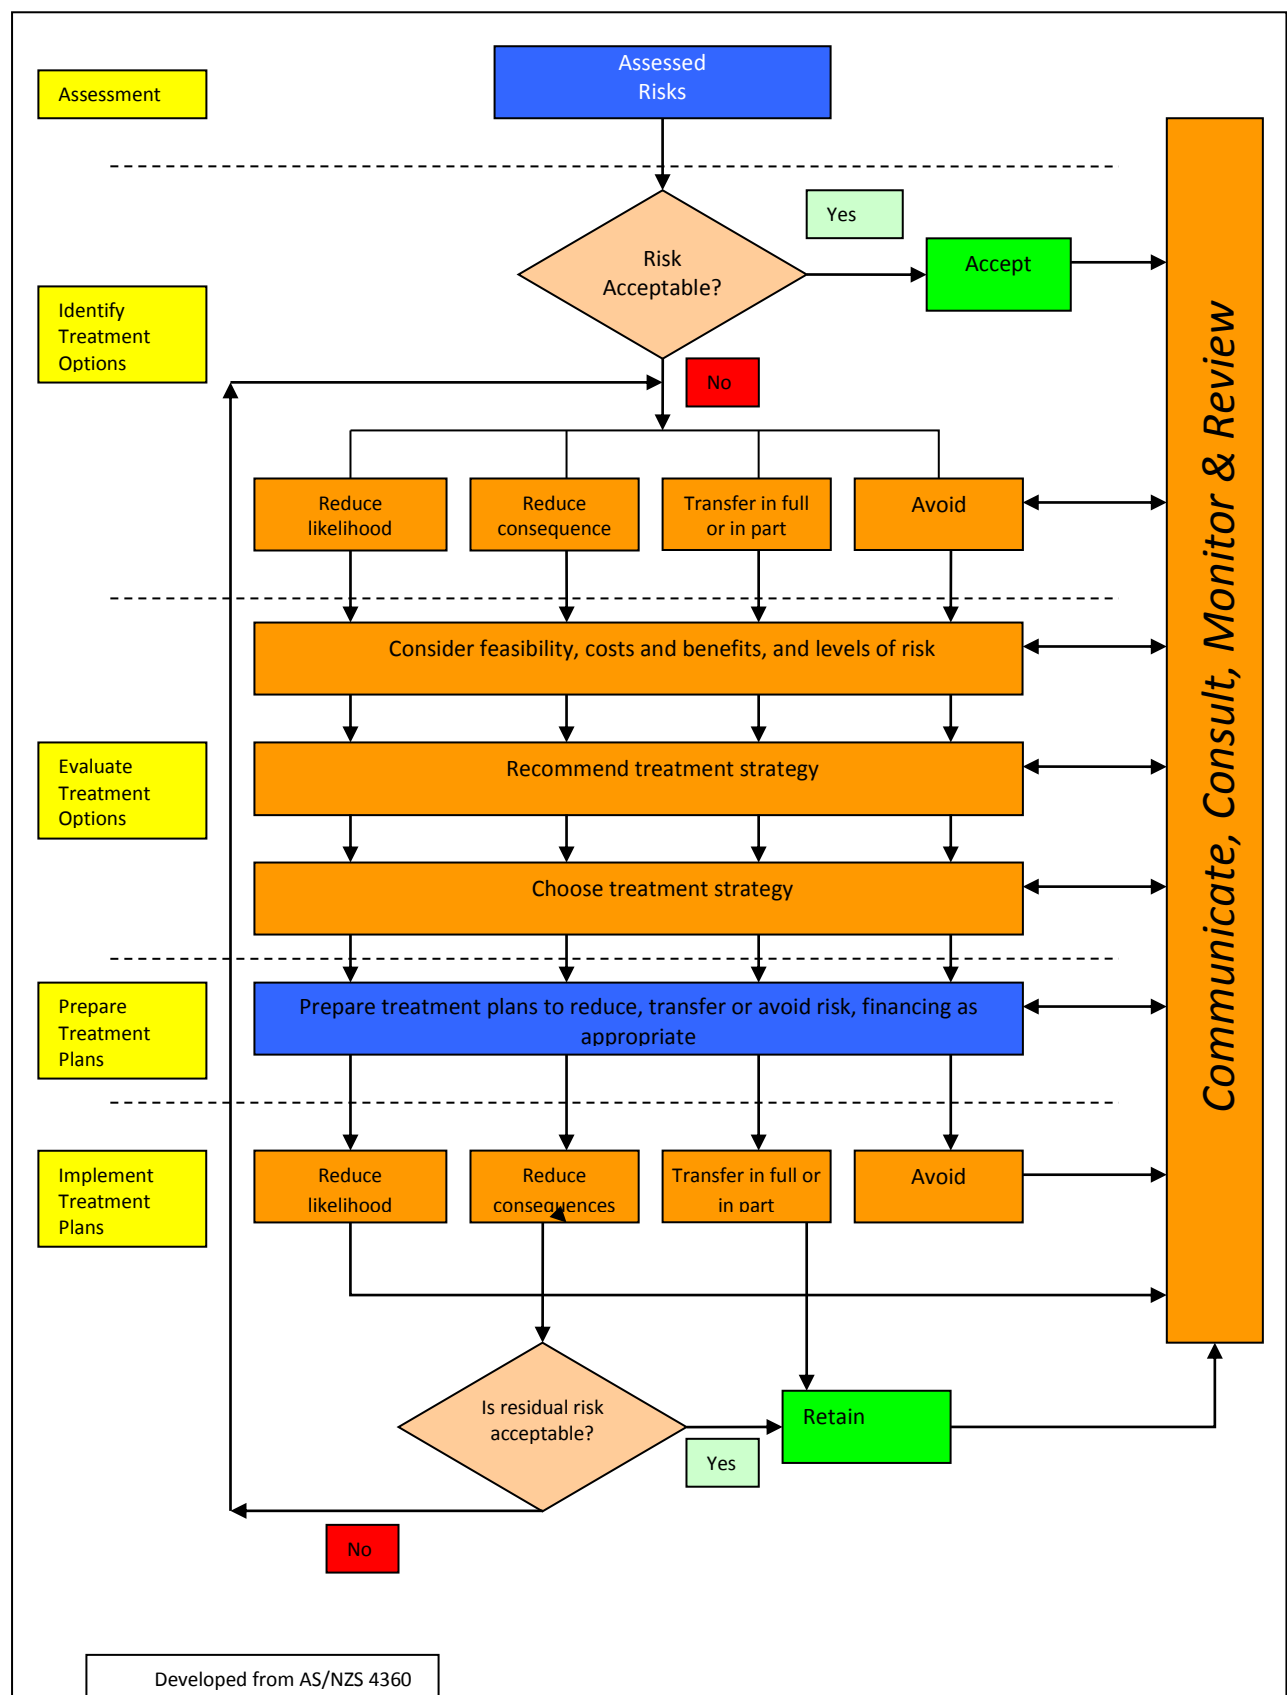 Assessed
Risks
Assessment
Yes
Risk
Acceptable?
Accept
Identify
Treatment
Options
No
Reduce
likelihood
Reduce
consequence
Transfer in full
or in part
Avoid
Consider feasibility, costs and benefits, and levels of risk
Evaluate
Treatment
Options
Recommend treatment strategy
Choose treatment strategy
Prepare
Treatment
Plans
Prepare treatment plans to reduce, transfer or avoid risk, financing as
appropriate
Implement
Treatment
Plans
Reduce
likelihood
Reduce
consequences
Transfer in full or
in part
Avoid
Is residual risk
acceptable?
Yes
Retain
No
Communicate, Consult, Monitor & Review
Developed from AS/NZS 4360